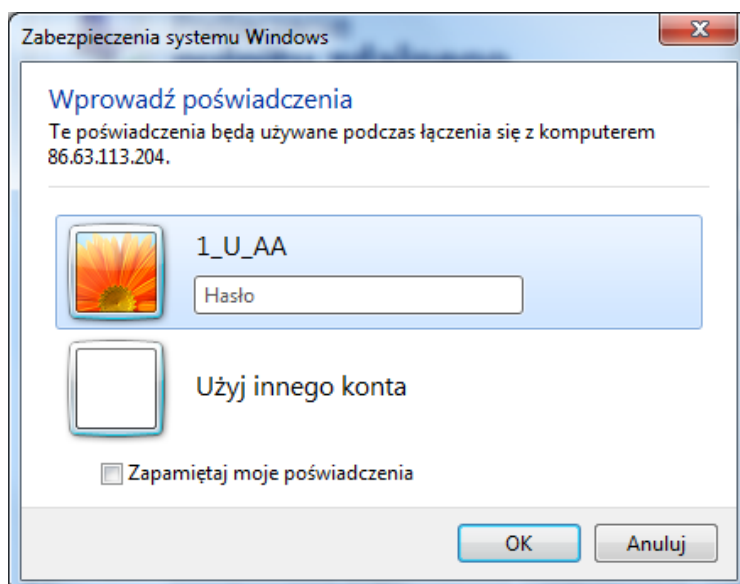 Zabezpieczenia systemu Windows
Wprowadź poświadczenia
Te poświadczenia będą używane podczas łączenia się z komputerem
86.63.113.204.
1_U_AA
Hasło
Użyj innego konta
Zapamiętaj moje poświadczenia
OK
Anuluj